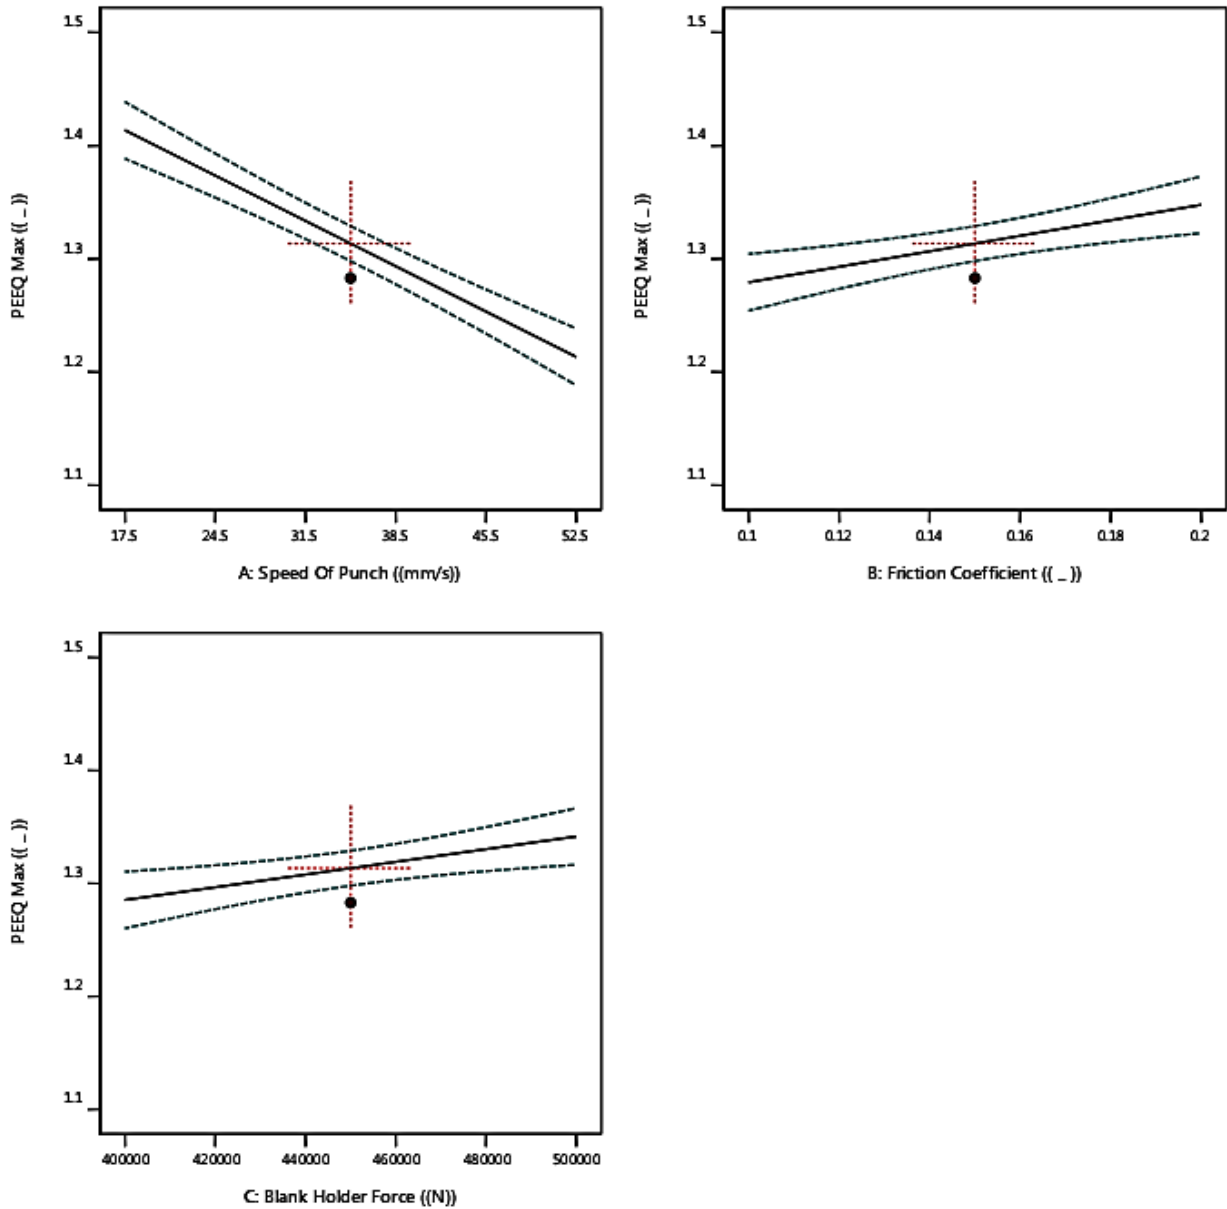 1.5
1.4
1.3
1.2
1.1
PEEQ Max (( _ ))
17.5 24.5 31.5 38.5 45.5 52.5
A: Speed Of Punch ((mm/s))
1.5
1.4
1.3
1.2
1.1
PEEQ Max (( _ ))
0.1 0.12 0.14 0.16 0.18 0.2
B: Friction Coefficient (( _ ))
1.5
1.4
1.3
1.2
1.1
PEEQ Max (( _ ))
400000 420000 440000 460000 480000 500000
C: Blank Holder Force ((N))